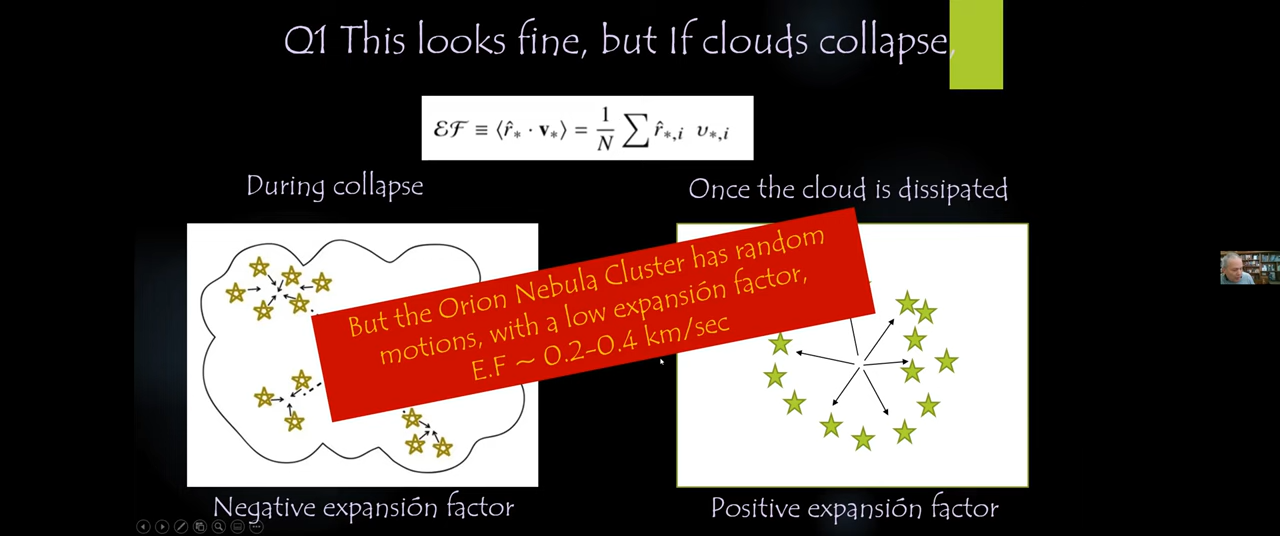 Q1 This looks fine, but If clouds collapse,
ℰℱ ≡ ⟨r̂* · v*⟩ = 1/N ∑ r̂*,i υ*,i
During collapse
Once the cloud is dissipated
But the Orion Nebula Cluster has random
motions, with a low expansión factor,
E.F ~ 0.2-0.4 km/sec
Negative expansión factor
Positive expansión factor